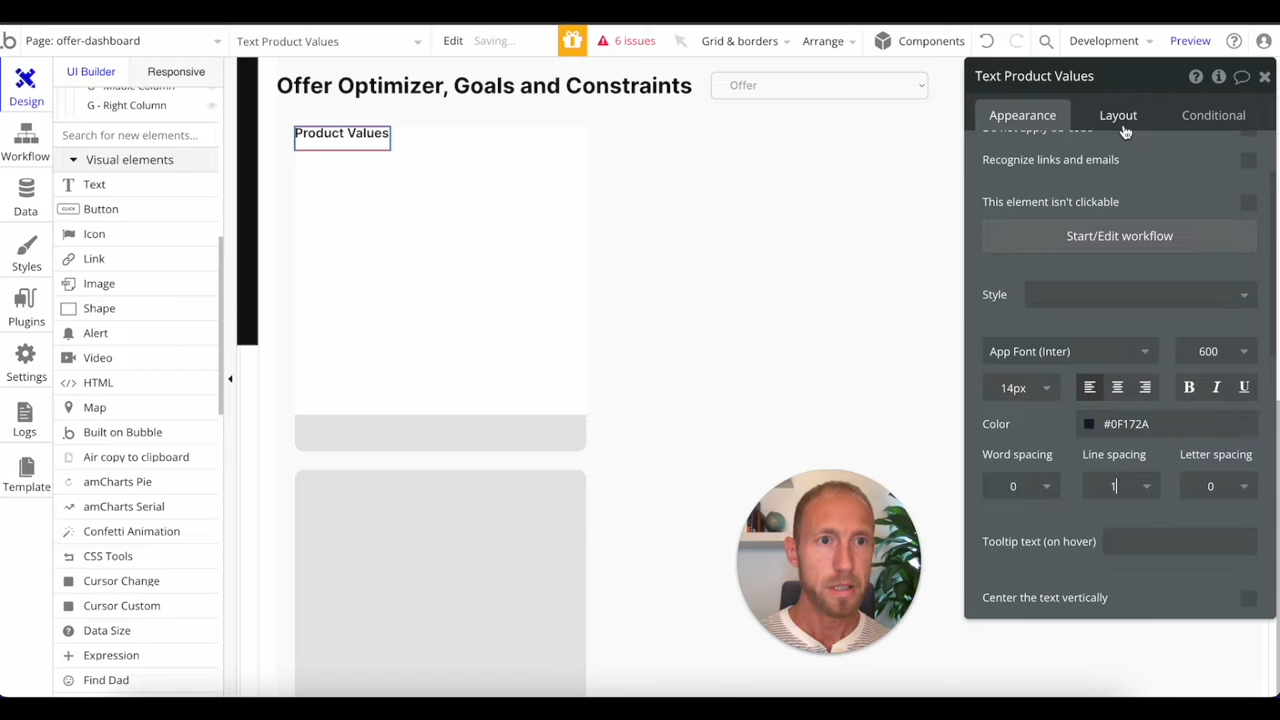 Page: offer-dashboard
Text Product Values
Edit
Saving...
6 issues
Grid & borders
Arrange
Components
Development
Preview
Design
Workflow
Data
Styles
Plugins
Settings
Logs
Template
UI Builder
Responsive
G - Right Column
Search for new elements...
Visual elements
Text
CLICK
Button
Icon
Link
Image
Shape
Alert
Video
</> HTML
Map
Built on Bubble
Air copy to clipboard
amCharts Pie
amCharts Serial
Confetti Animation
CSS Tools
Cursor Change
Cursor Custom
Data Size
Expression
Find Dad
Offer Optimizer, Goals and Constraints
Offer
Product Values
Text Product Values
Appearance
Layout
Conditional
Recognize links and emails
This element isn't clickable
Start/Edit workflow
Style
App Font (Inter)
600
14px
B I U
Color
#0F172A
Word spacing
Line spacing
Letter spacing
0
1
0
Tooltip text (on hover)
Center the text vertically